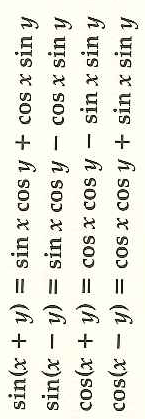 sin(x + y) = sin x cos y + cos x sin y
sin(x − y) = sin x cos y − cos x sin y
cos(x + y) = cos x cos y − sin x sin y
cos(x − y) = cos x cos y + sin x sin y